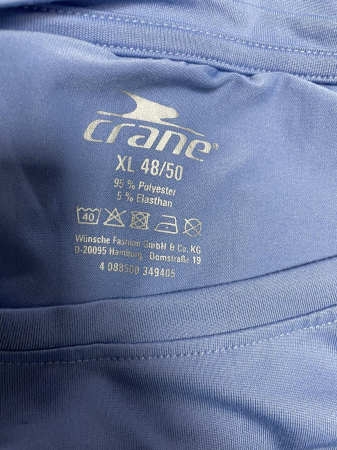 crane®
XL 48/50
95 % Polyester
5 % Elasthan
40
Wünsche Fashion GmbH & Co. KG
D-20095 Hamburg · Domstraße 19
4 088500 349405